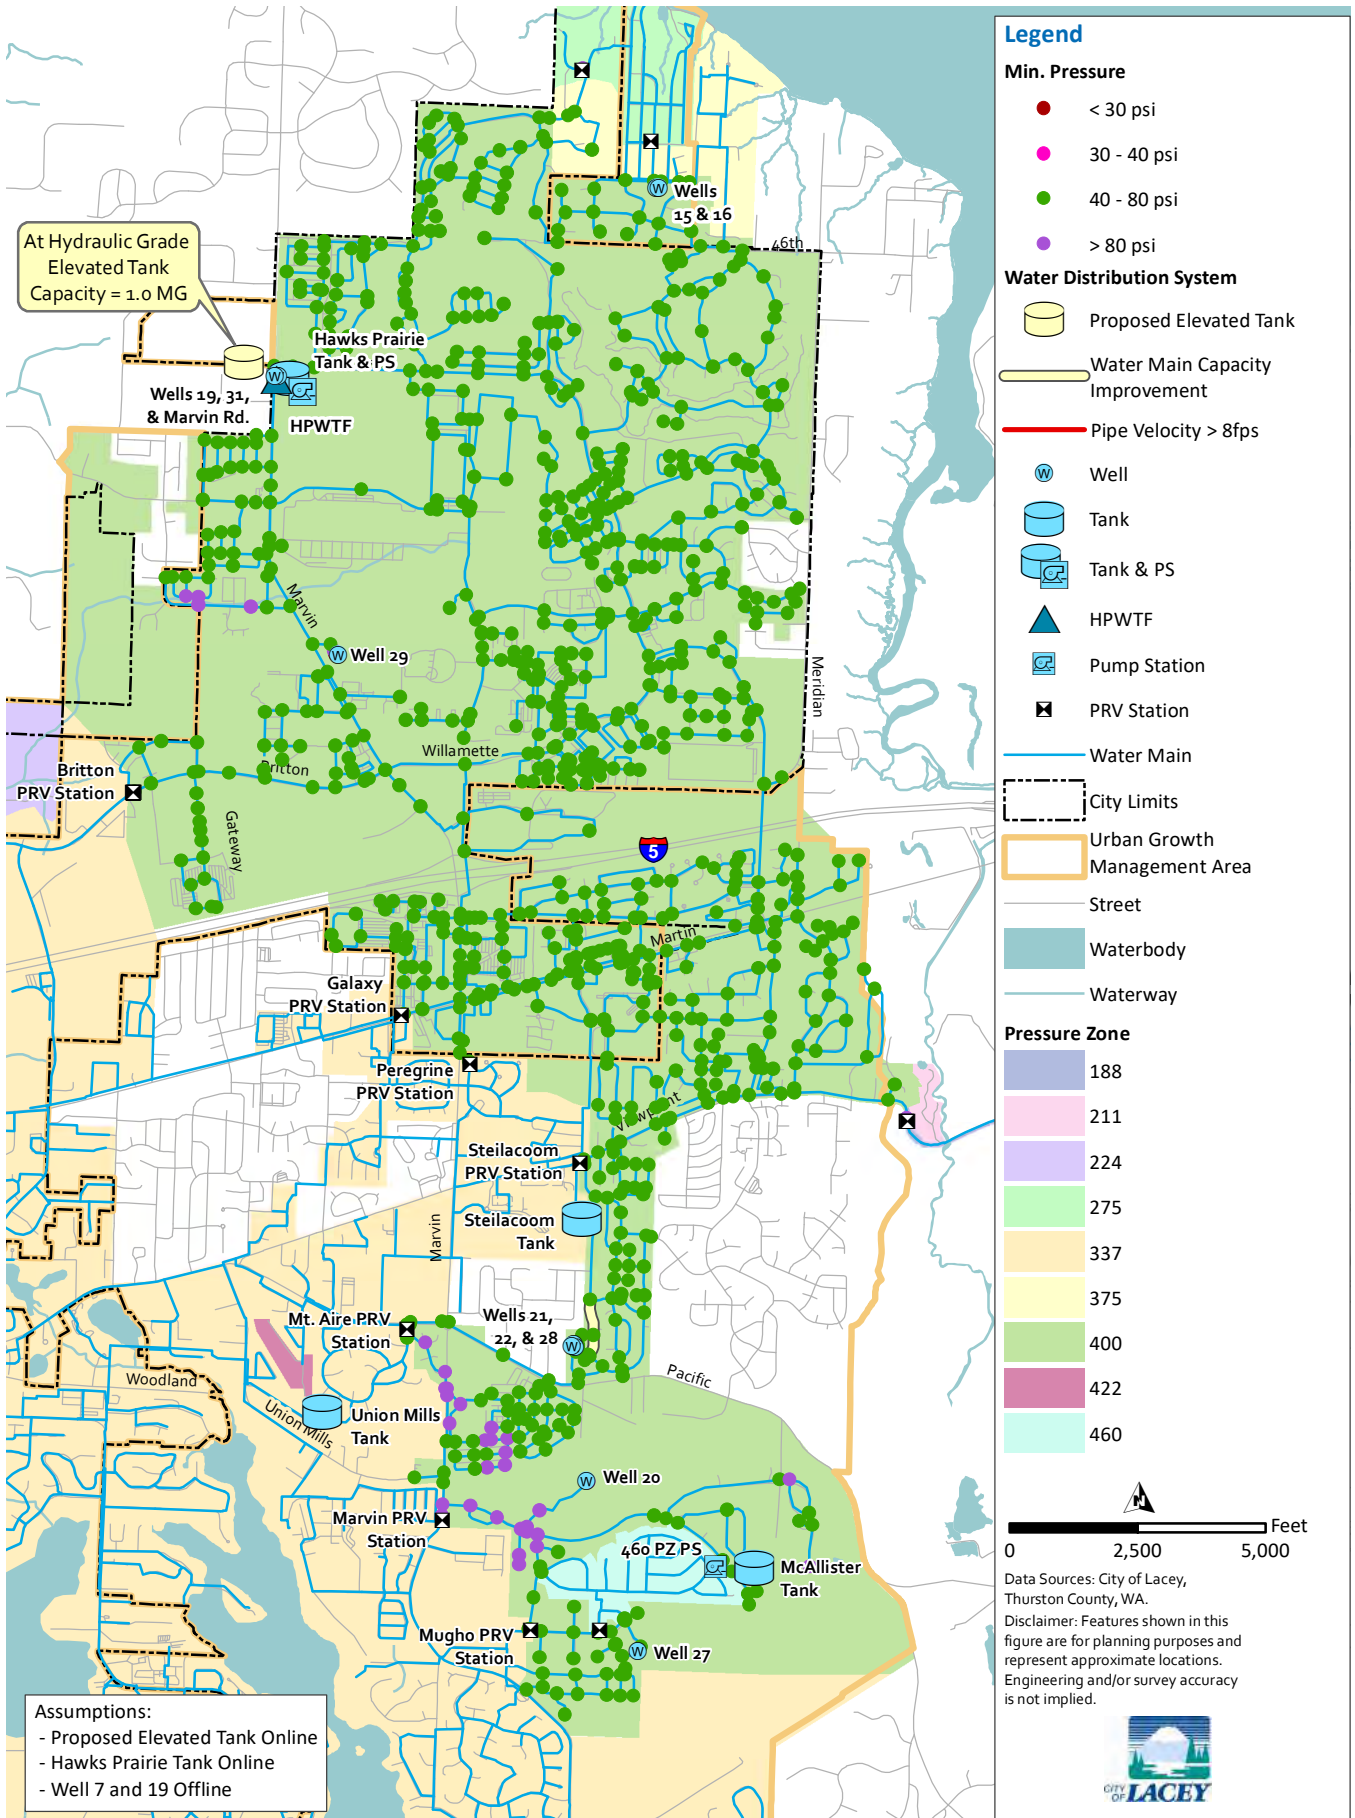 Wells
15 & 16
46th
At Hydraulic Grade
Elevated Tank
Capacity = 1.0 MG
Hawks Prairie
Tank & PS
Wells 19, 31,
& Marvin Rd.
HPWTF
Marvin
Well 29
Meridian
Willamette
Britton
Britton
PRV Station
Gateway
5
Martin
Galaxy
PRV Station
Peregrine
PRV Station
Viewpoint
Steilacoom
PRV Station
Steilacoom
Tank
Marvin
Mt. Aire PRV
Station
Wells 21,
22, & 28
Pacific
Woodland
Union Mills
Union Mills
Tank
Well 20
Marvin PRV
Station
460 PZ PS
McAllister
Tank
Mugho PRV
Station
Well 27
Assumptions:
- Proposed Elevated Tank Online
- Hawks Prairie Tank Online
- Well 7 and 19 Offline
Legend
Min. Pressure
< 30 psi
30 - 40 psi
40 - 80 psi
> 80 psi
Water Distribution System
Proposed Elevated Tank
Water Main Capacity
Improvement
Pipe Velocity > 8fps
W Well
Tank
Tank & PS
HPWTF
Pump Station
PRV Station
Water Main
City Limits
Urban Growth
Management Area
Street
Waterbody
Waterway
Pressure Zone
188
211
224
275
337
375
400
422
460
N
Feet
0 2,500 5,000
Data Sources: City of Lacey,
Thurston County, WA.
Disclaimer: Features shown in this
figure are for planning purposes and
represent approximate locations.
Engineering and/or survey accuracy
is not implied.
CITY OF LACEY